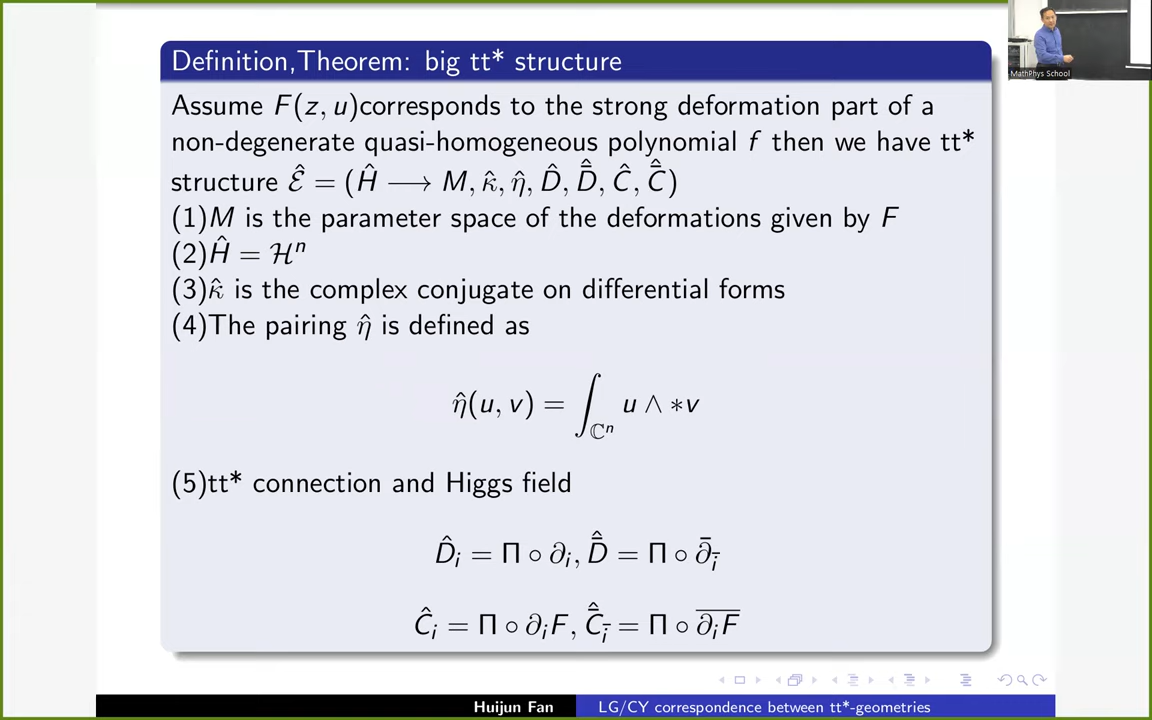 Definition,Theorem: big tt* structure
Assume F(z, u)corresponds to the strong deformation part of a
non-degenerate quasi-homogeneous polynomial f then we have tt*
structure Ê = (Ĥ ⟶ M, κ̂, η̂, D̂, D̄̂, Ĉ, C̄̂)
(1)M is the parameter space of the deformations given by F
(2)Ĥ = ℋⁿ
(3)κ̂ is the complex conjugate on differential forms
(4)The pairing η̂ is defined as
η̂(u, v) = ∫_{ℂⁿ} u ∧ ∗v
(5)tt* connection and Higgs field
D̂ᵢ = Π ∘ ∂ᵢ, D̄̂ = Π ∘ ∂̄_{ī}
Ĉᵢ = Π ∘ ∂ᵢF, C̄̂_{ī} = Π ∘ \overline{∂ᵢF}
Huijun Fan LG/CY correspondence between tt*-geometries
MathPhys School